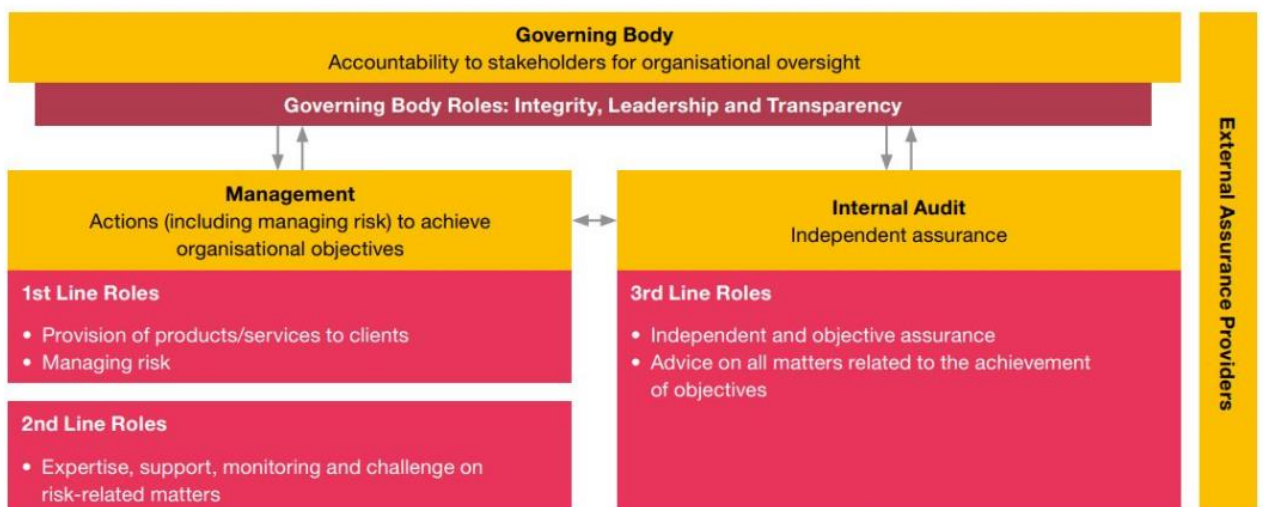 Governing Body
Accountability to stakeholders for organisational oversight
Governing Body Roles: Integrity, Leadership and Transparency
Management
Actions (including managing risk) to achieve
organisational objectives
1st Line Roles
• Provision of products/services to clients
• Managing risk
2nd Line Roles
• Expertise, support, monitoring and challenge on
risk-related matters
Internal Audit
Independent assurance
3rd Line Roles
• Independent and objective assurance
• Advice on all matters related to the achievement
of objectives
External Assurance Providers